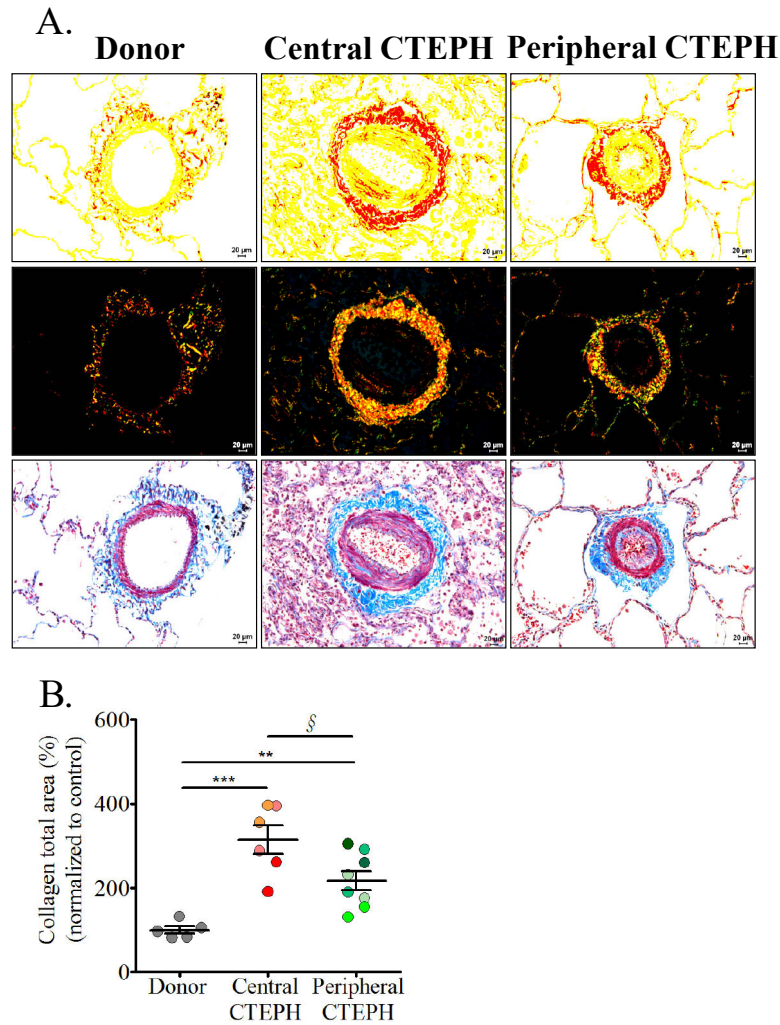 A.
Donor Central CTEPH Peripheral CTEPH
20 µm 20 µm 20 µm
20 µm 20 µm 20 µm
20 µm 20 µm 20 µm
B.
Collagen total area (%)
(normalized to control)
600
400
200
0
§
**
***
Donor Central Peripheral
CTEPH CTEPH